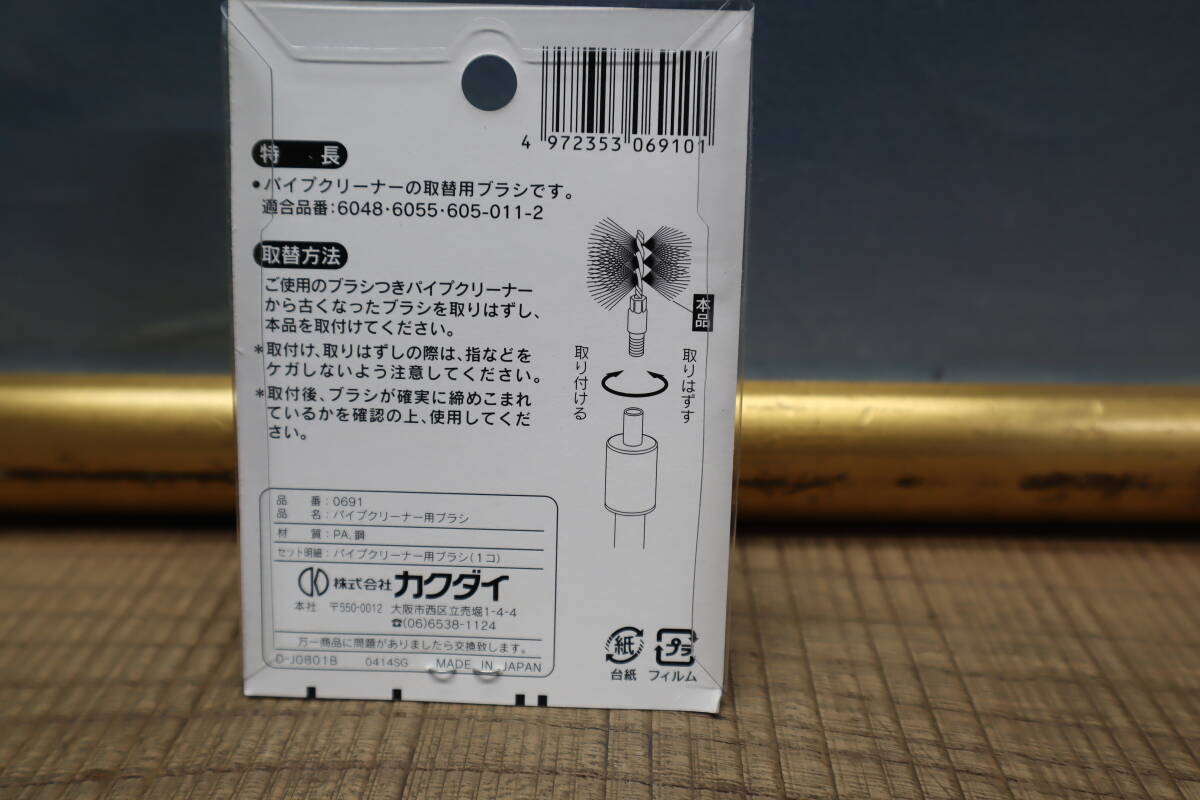 4 972353 069101
特長
•パイプクリーナーの取替用ブラシです。
適合品番:6048・6055・605-011-2
取替方法
ご使用のブラシつきパイプクリーナー
から古くなったブラシを取りはずし、
本品を取付けてください。
*取付け、取りはずしの際は、指などを
ケガしないよう注意してください。
*取付後、ブラシが確実に締めこまれ
ているかを確認の上、使用してくだ
さい。
本品
取り付ける
取りはずす
品番:0691
品名:パイプクリーナー用ブラシ
材質:PA、鋼
セット明細:パイプクリーナー用ブラシ(1コ)
株式会社カクダイ
本社 〒550-0012 大阪市西区立売堀1-4-4
☎(06)6538-1124
万一商品に問題がありましたら交換致します。
D-J0801B 0414SG MADE IN JAPAN
紙
台紙
プラ
フィルム